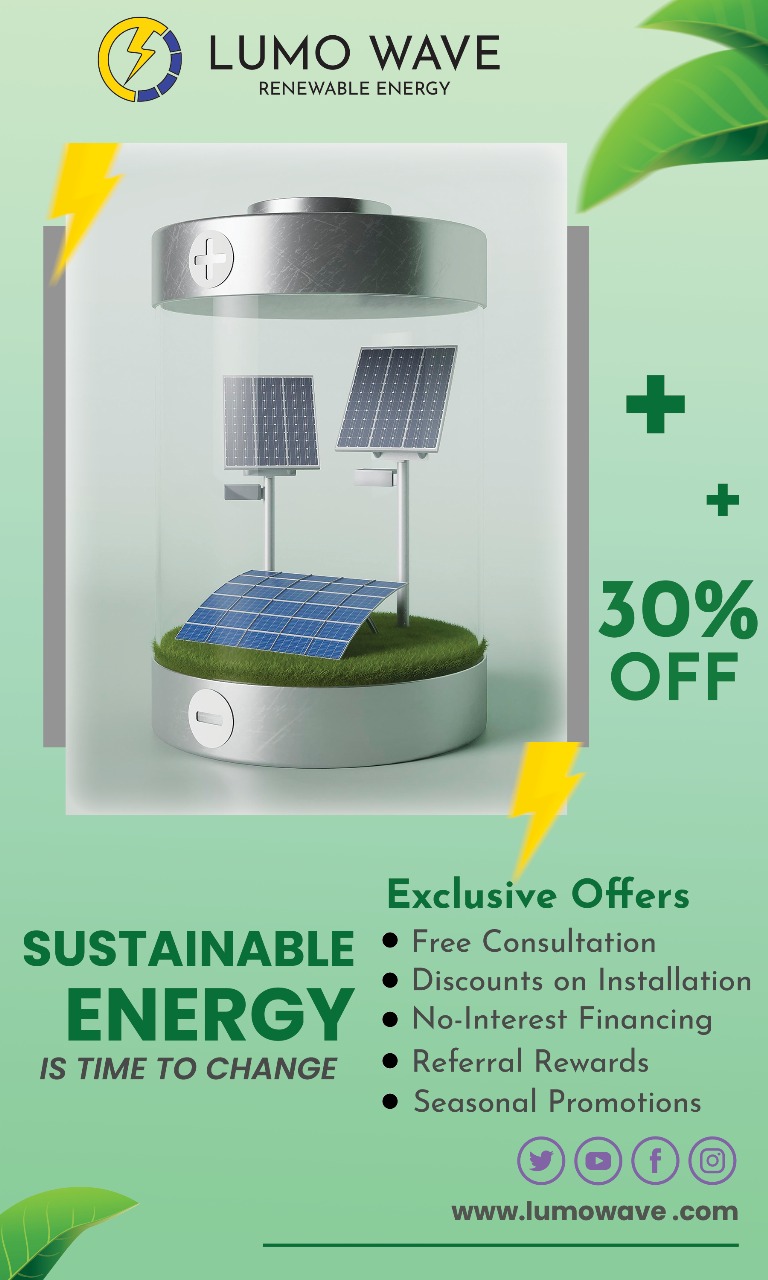 LUMO WAVE
RENEWABLE ENERGY
30%
OFF
SUSTAINABLE
ENERGY
IS TIME TO CHANGE
Exclusive Offers
Free Consultation
Discounts on Installation
No-Interest Financing
Referral Rewards
Seasonal Promotions
www.lumowave .com